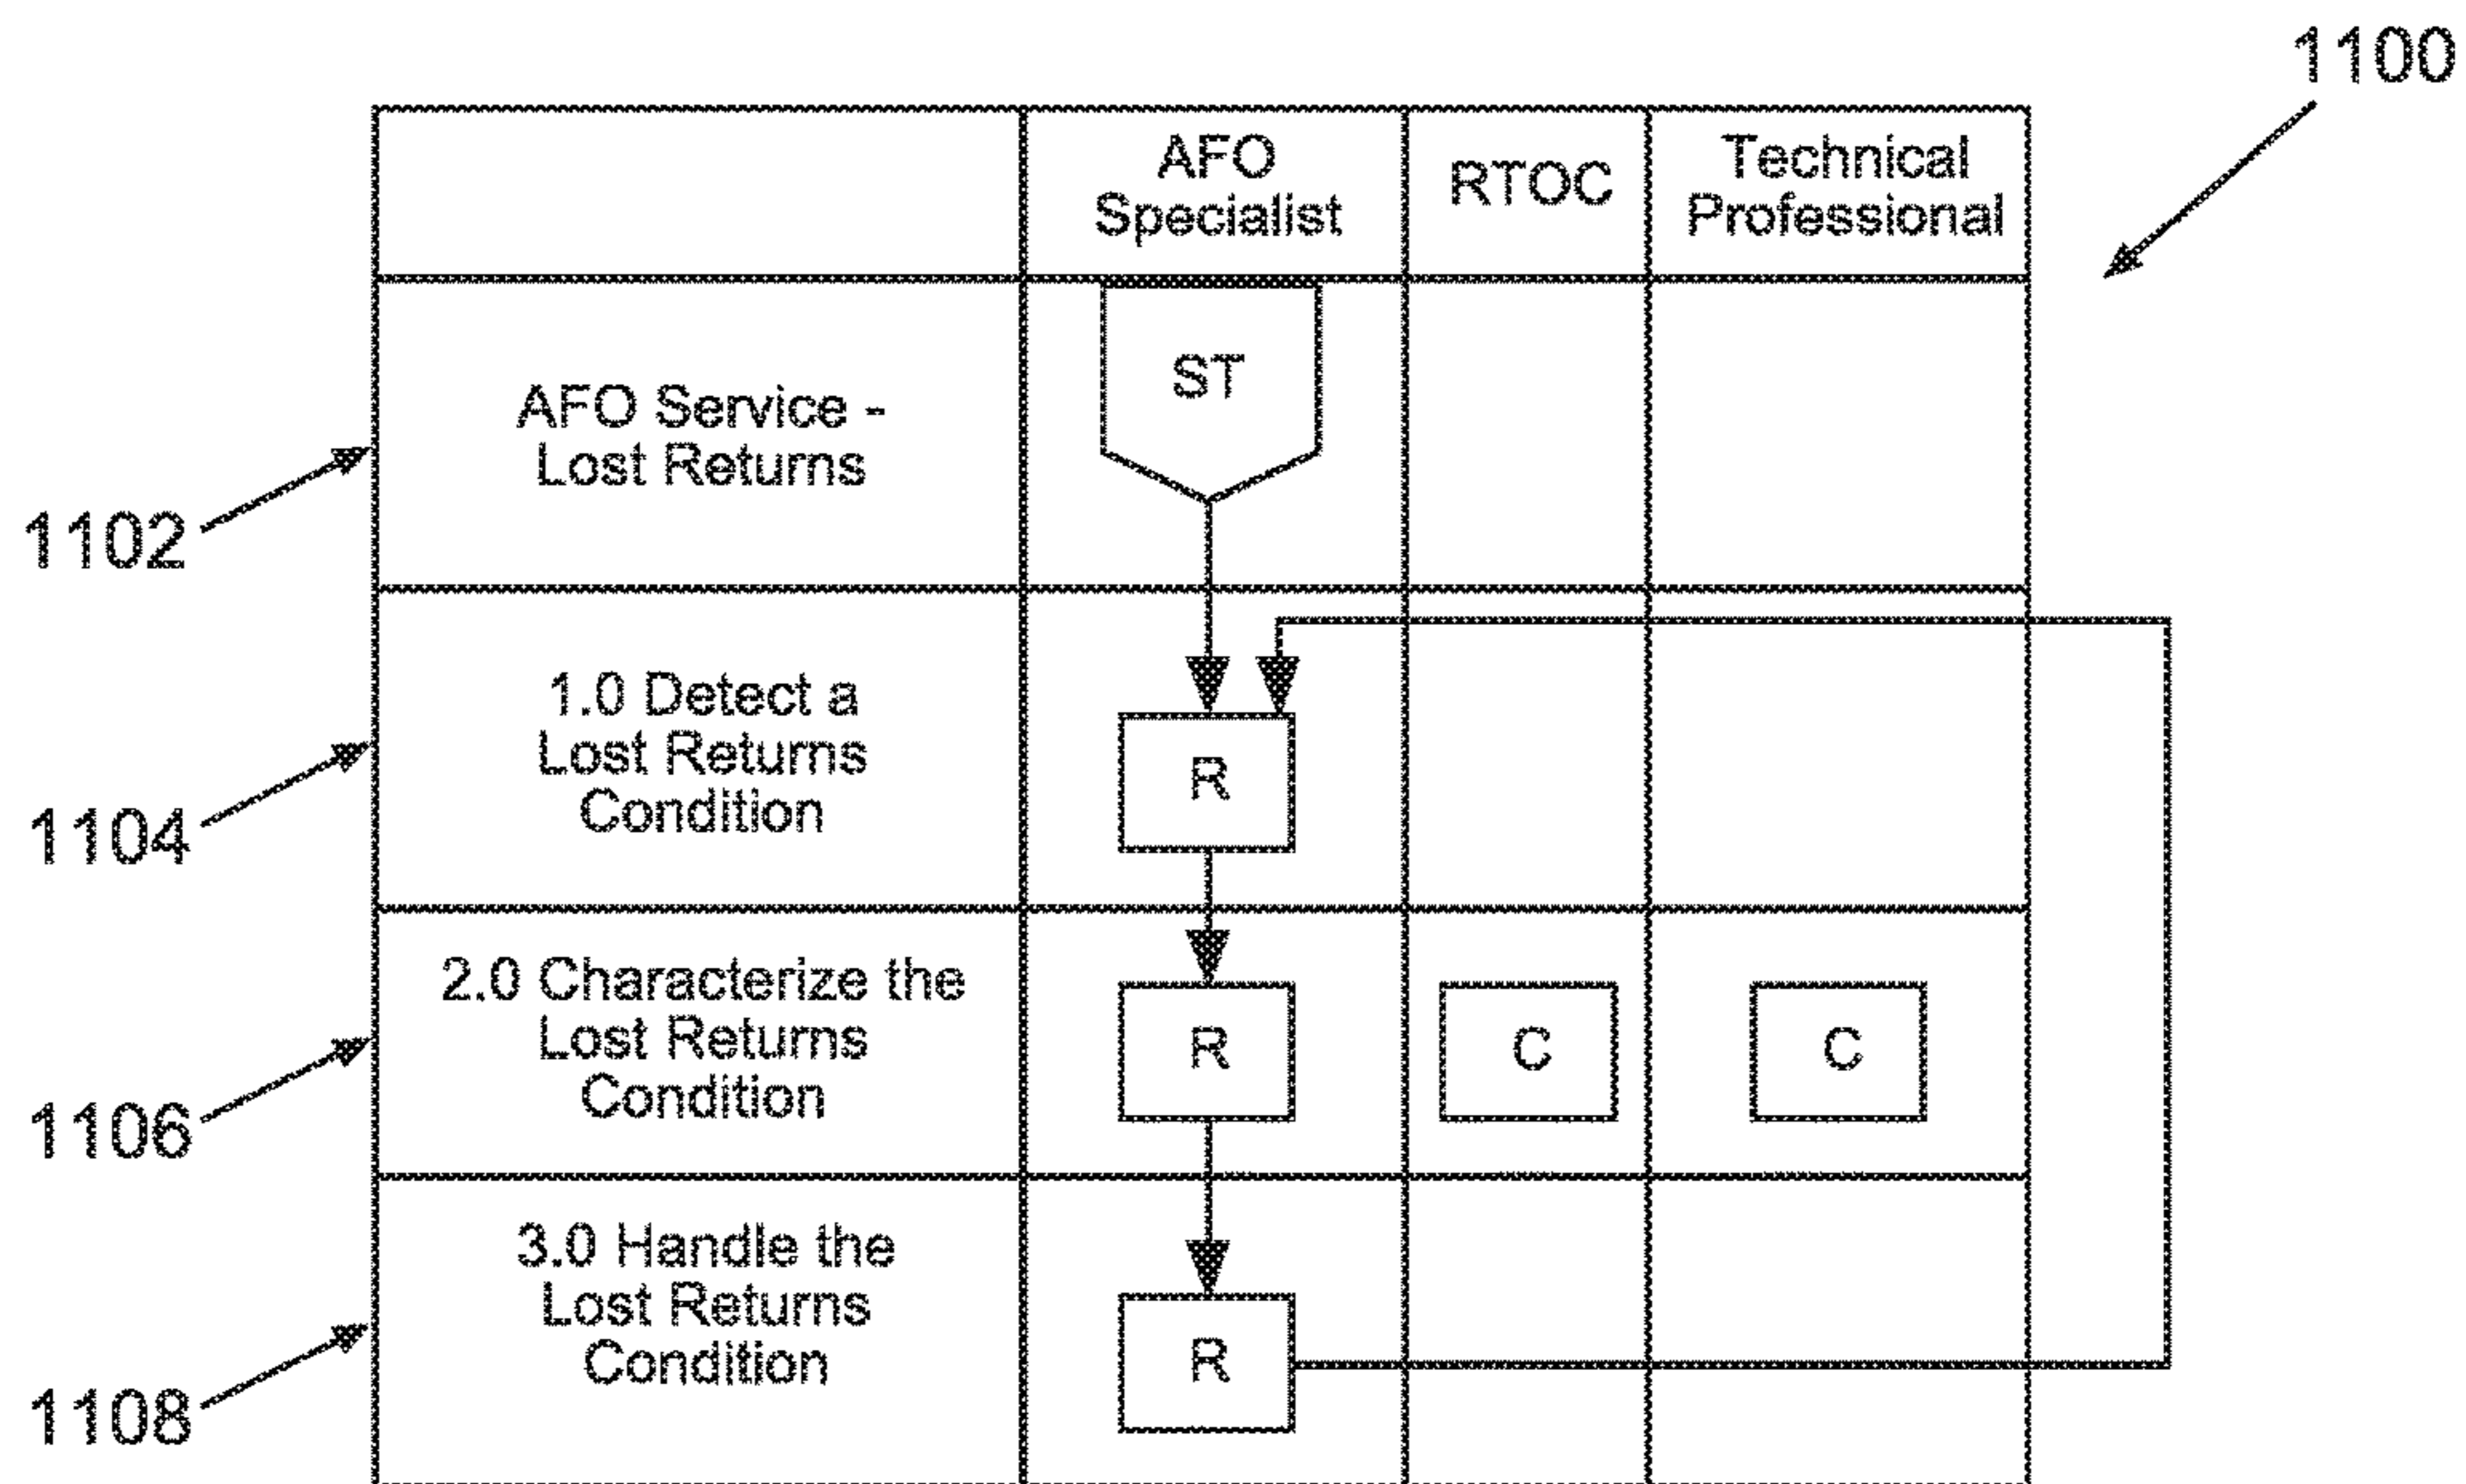 1100
AFO
Specialist
RTOC
Technical
Professional
AFO Service -
Lost Returns
ST
1102
1.0 Detect a
Lost Returns
Condition
R
1104
2.0 Characterize the
Lost Returns
Condition
R
C
C
1106
3.0 Handle the
Lost Returns
Condition
R
1108